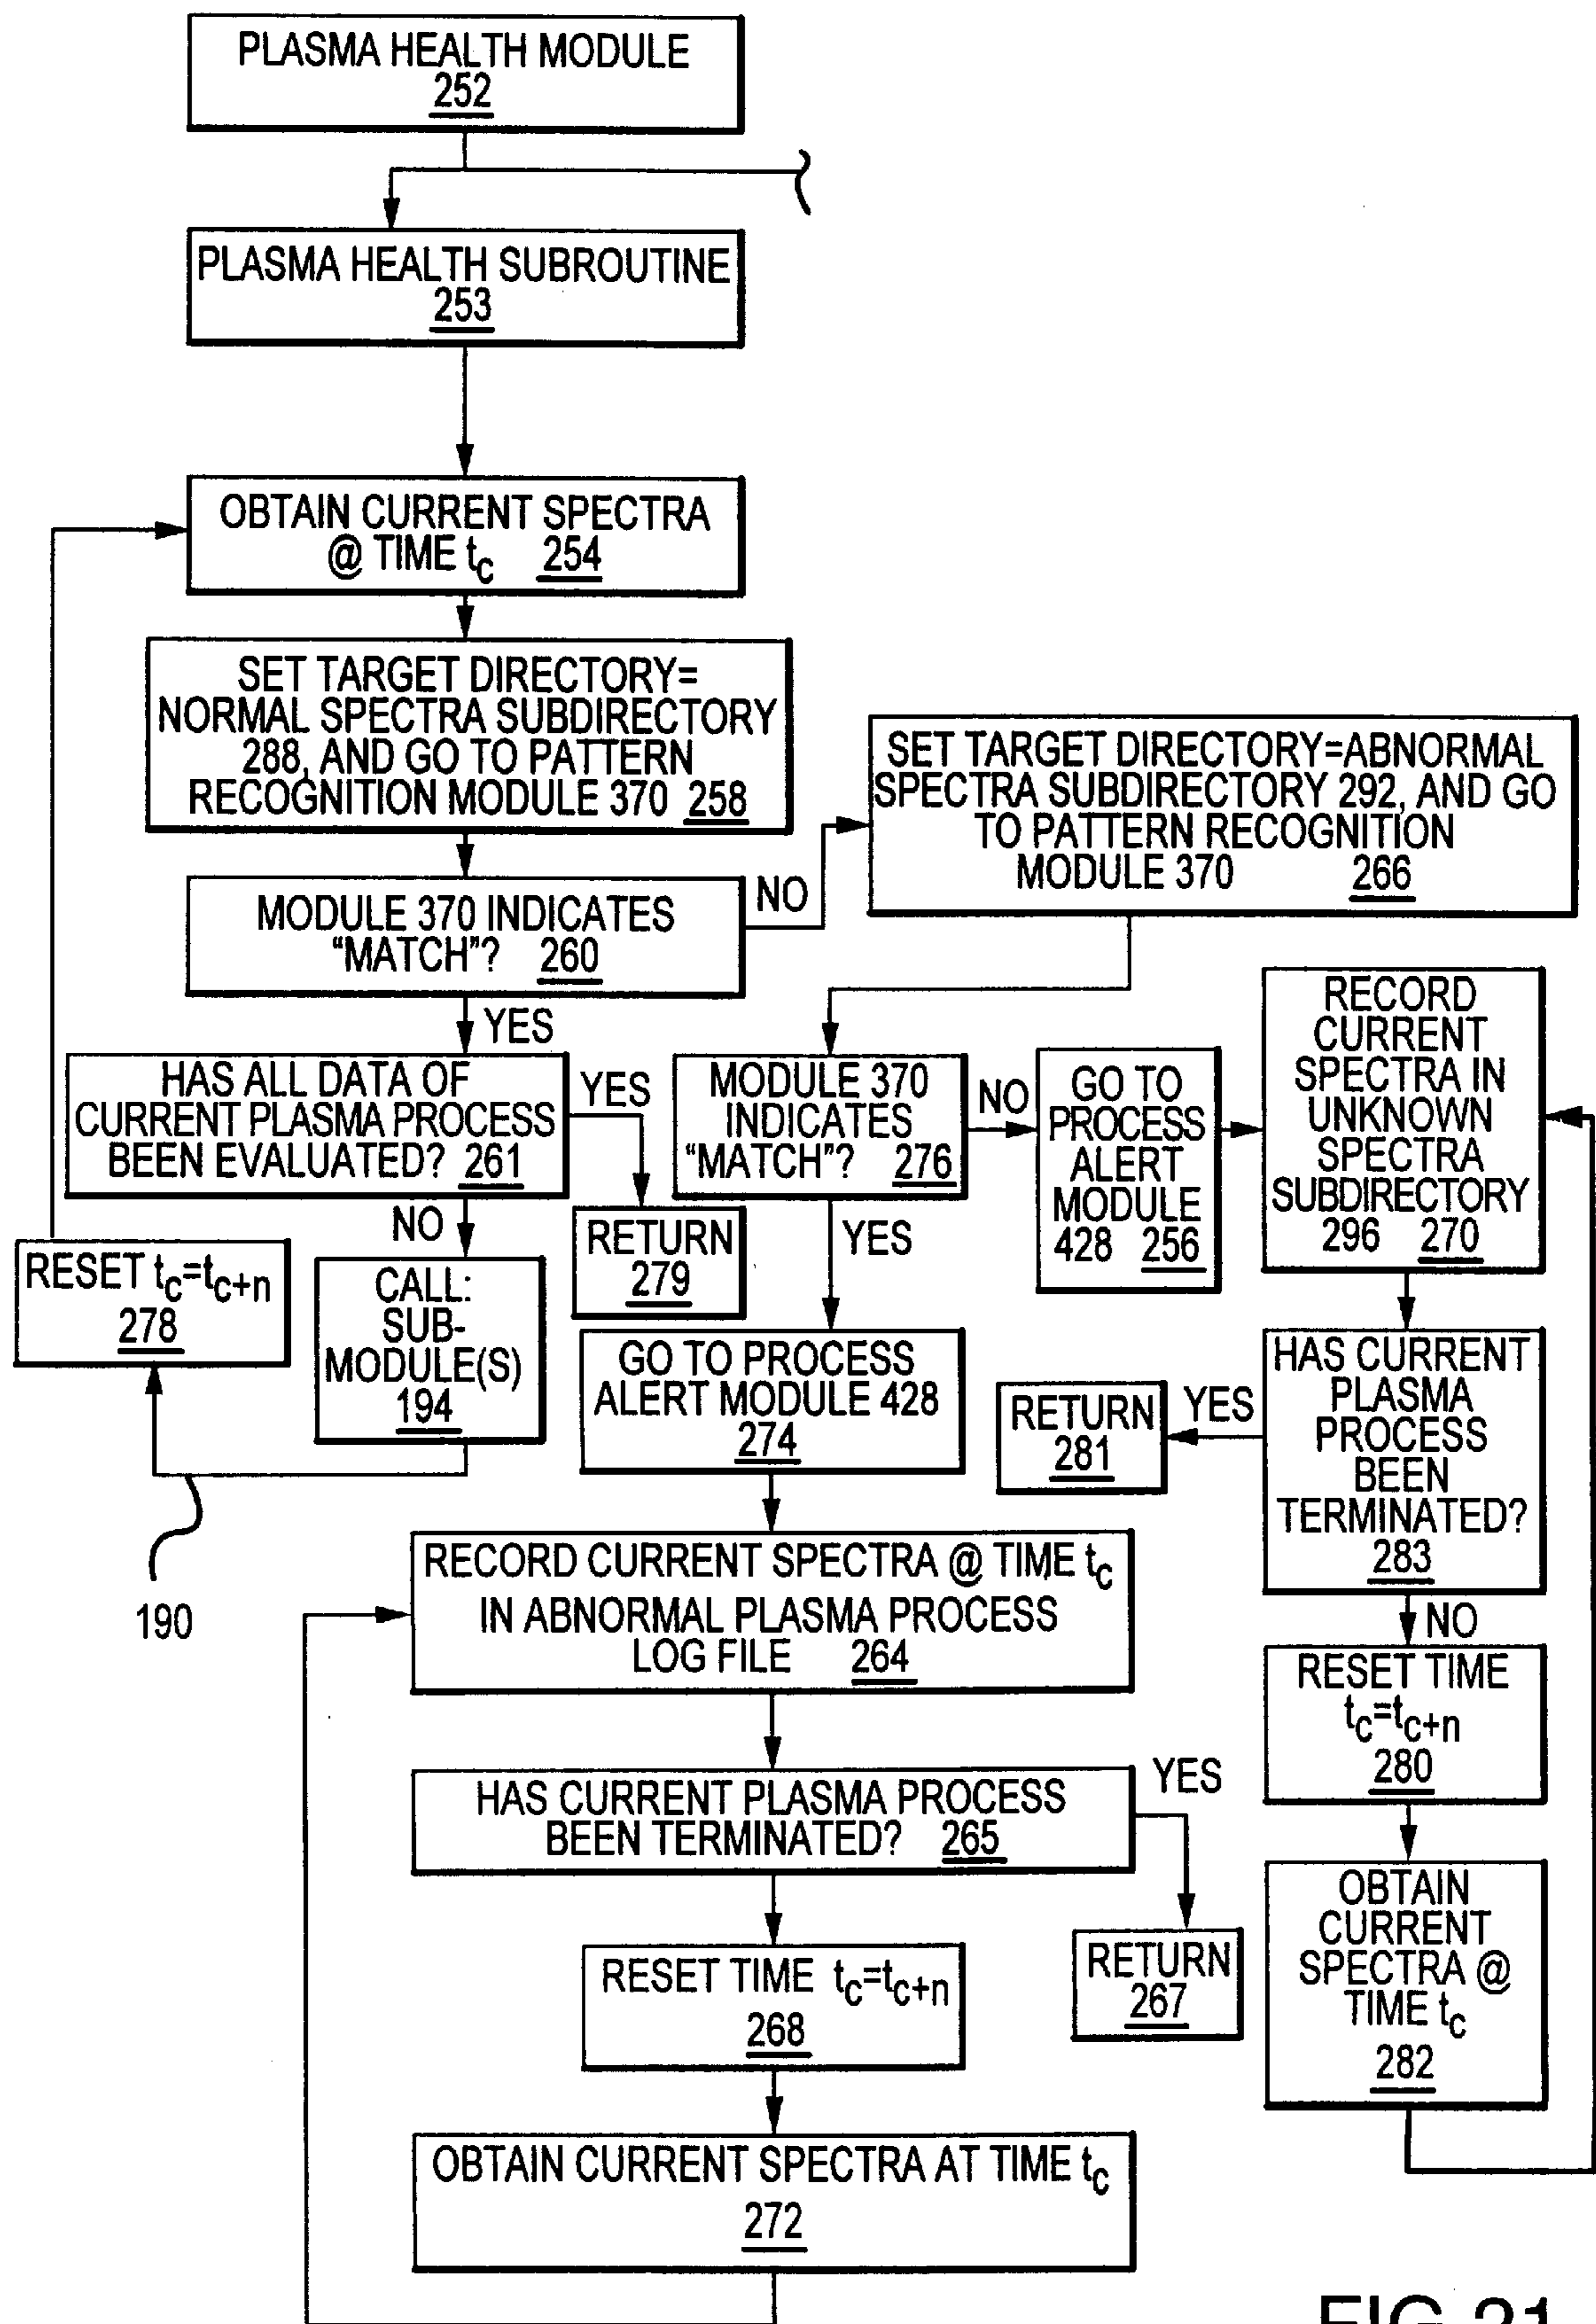 PLASMA HEALTH MODULE
252
PLASMA HEALTH SUBROUTINE
253
OBTAIN CURRENT SPECTRA
@ TIME tc 254
SET TARGET DIRECTORY=
NORMAL SPECTRA SUBDIRECTORY
288, AND GO TO PATTERN
RECOGNITION MODULE 370 258
SET TARGET DIRECTORY=ABNORMAL
SPECTRA SUBDIRECTORY 292, AND GO
TO PATTERN RECOGNITION
MODULE 370 266
MODULE 370 INDICATES
“MATCH”? 260
NO
YES
HAS ALL DATA OF
CURRENT PLASMA PROCESS
BEEN EVALUATED? 261
YES
NO
RETURN
279
RESET tc=tc+n
278
CALL:
SUB-
MODULE(S)
194
190
MODULE 370
INDICATES
“MATCH”? 276
NO
YES
GO TO
PROCESS
ALERT
MODULE
428 256
RECORD
CURRENT
SPECTRA IN
UNKNOWN
SPECTRA
SUBDIRECTORY
296 270
GO TO PROCESS
ALERT MODULE 428
274
HAS CURRENT
PLASMA
PROCESS
BEEN
TERMINATED?
283
YES
RETURN
281
NO
RESET TIME
tc=tc+n
280
OBTAIN
CURRENT
SPECTRA @
TIME tc
282
RECORD CURRENT SPECTRA @ TIME tc
IN ABNORMAL PLASMA PROCESS
LOG FILE 264
HAS CURRENT PLASMA PROCESS
BEEN TERMINATED? 265
YES
RETURN
267
RESET TIME tc=tc+n
268
OBTAIN CURRENT SPECTRA AT TIME tc
272
FIG.21